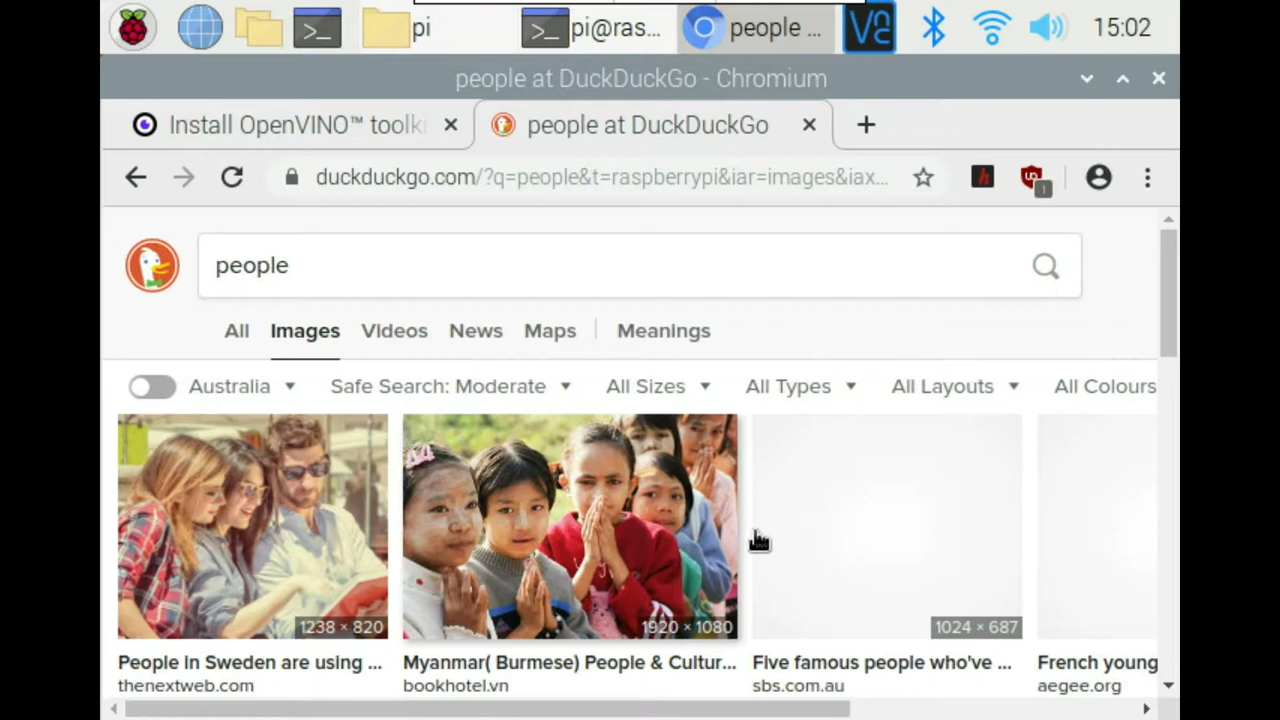 pi
pi@ras...
people ...
15:02
people at DuckDuckGo - Chromium
Install OpenVINO™ toolki
people at DuckDuckGo
duckduckgo.com/?q=people&t=raspberrypi&iar=images&iax...
1
people
All
Images
Videos
News
Maps
Meanings
Australia
Safe Search: Moderate
All Sizes
All Types
All Layouts
All Colours
1238 × 820
1920 × 1080
1024 × 687
People in Sweden are using ...
Myanmar( Burmese) People & Cultur...
Five famous people who've ...
French young
thenextweb.com
bookhotel.vn
sbs.com.au
aegee.org